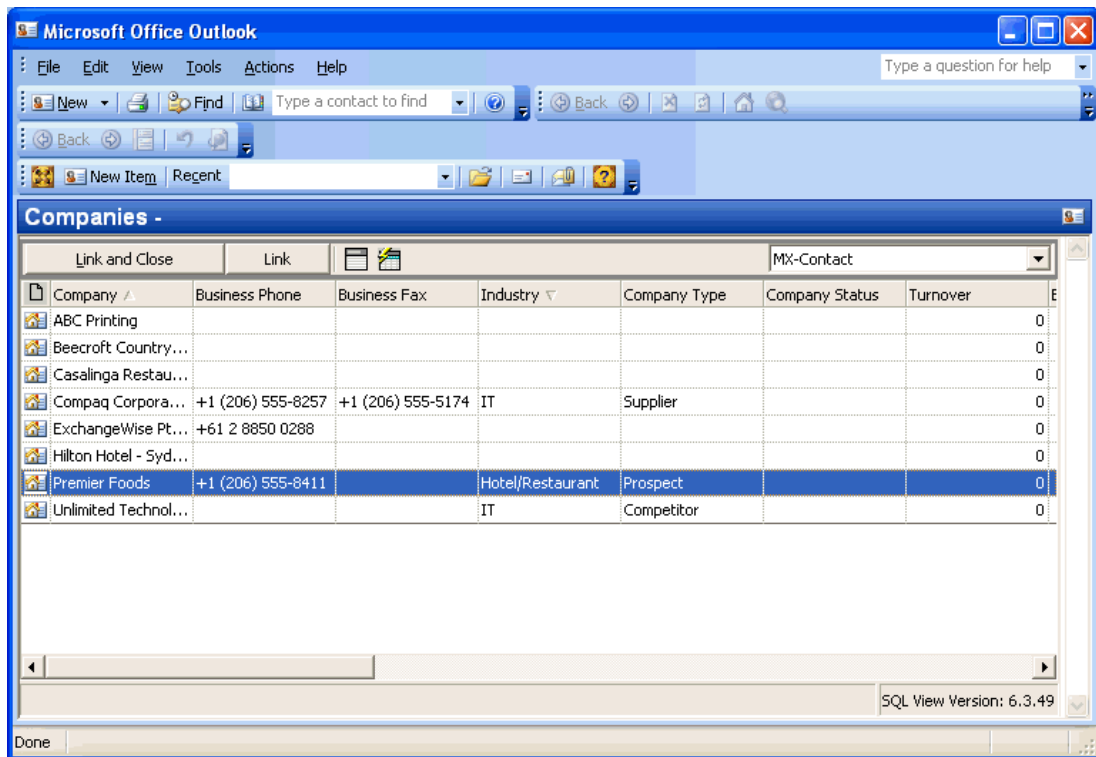 Microsoft Office Outlook
File Edit View Tools Actions Help Type a question for help
New Find Type a contact to find Back
Back
New Item Recent
Companies -
Link and Close Link MX-Contact
Company Business Phone Business Fax Industry Company Type Company Status Turnover E
ABC Printing 0
Beecroft Country... 0
Casalinga Restau... 0
Compaq Corpora... +1 (206) 555-8257 +1 (206) 555-5174 IT Supplier 0
ExchangeWise Pt... +61 2 8850 0288 0
Hilton Hotel - Syd... 0
Premier Foods +1 (206) 555-8411 Hotel/Restaurant Prospect 0
Unlimited Technol... IT Competitor 0
SQL View Version: 6.3.49
Done